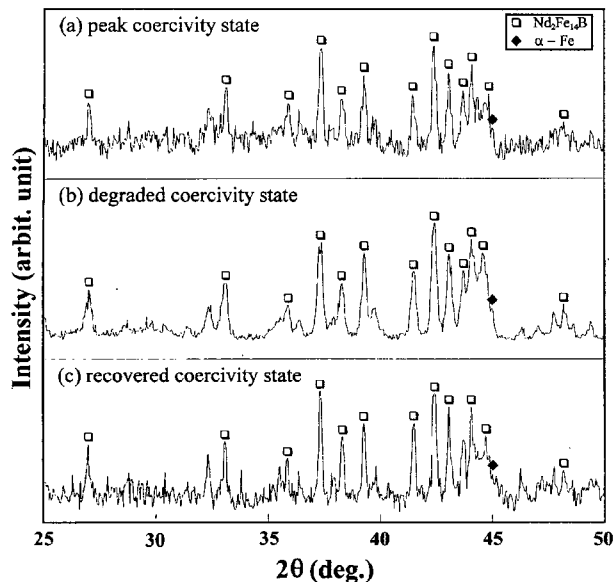 (a) peak coercivity state
Nd₂Fe₁₄B
α – Fe
(b) degraded coercivity state
(c) recovered coercivity state
Intensity (arbit. unit)
25 30 35 40 45 50
2θ (deg.)